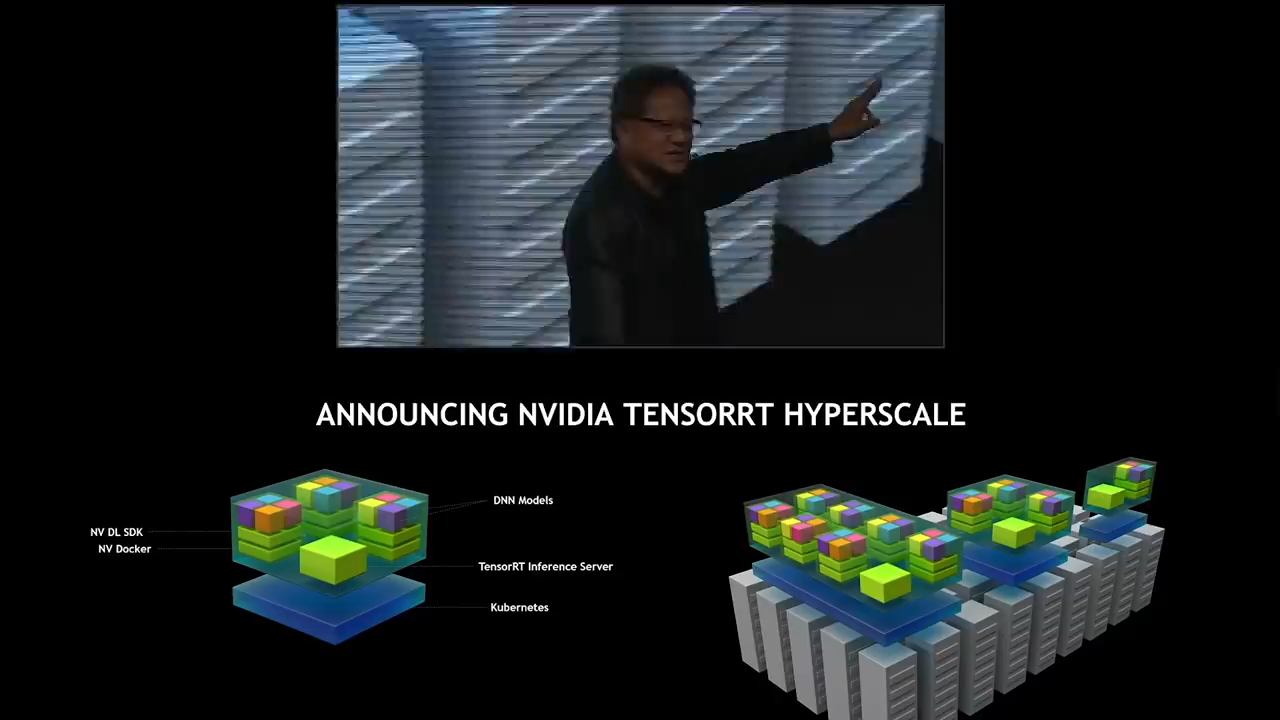 ANNOUNCING NVIDIA TENSORRT HYPERSCALE
DNN Models
NV DL SDK
NV Docker
TensorRT Inference Server
Kubernetes